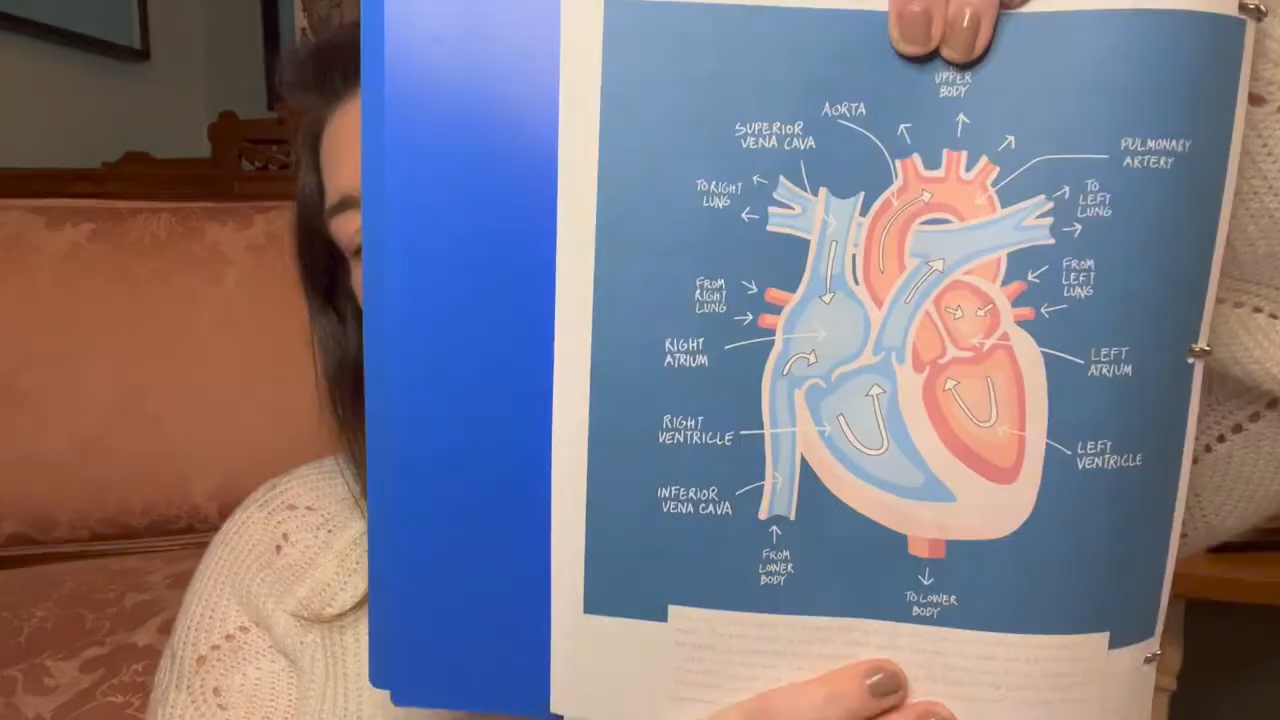 UPPER
BODY
AORTA
SUPERIOR
VENA CAVA
PULMONARY
ARTERY
TO RIGHT
LUNG
TO
LEFT
LUNG
FROM
RIGHT
LUNG
FROM
LEFT
LUNG
RIGHT
ATRIUM
LEFT
ATRIUM
RIGHT
VENTRICLE
LEFT
VENTRICLE
INFERIOR
VENA CAVA
FROM
LOWER
BODY
TO LOWER
BODY